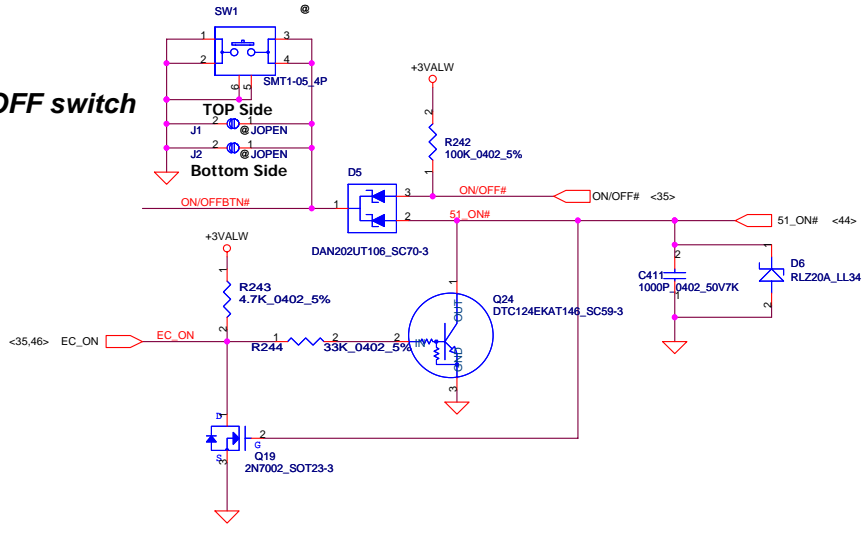 SW1
@
1
3
2
4
6
5
SMT1-05_4P
+3VALW
OFF switch
TOP Side
2
1
J1
@JOPEN
2
1
J2
@JOPEN
Bottom Side
2
R242
100K_0402_5%
1
D5
ON/OFFBTN#
1
3
ON/OFF#
ON/OFF# <35>
2
51_ON#
51_ON# <44>
DAN202UT106_SC70-3
+3VALW
1
R243
4.7K_0402_5%
2
2
C411
1000P_0402_50V7K
1
1
D6
RLZ20A_LL34
2
1
Q24
DTC124EKAT146_SC59-3
OUT
IN
GND
3
<35,46> EC_ON
EC_ON
1
2
2
R244
33K_0402_5%
1
D
2
G
S
3
Q19
2N7002_SOT23-3